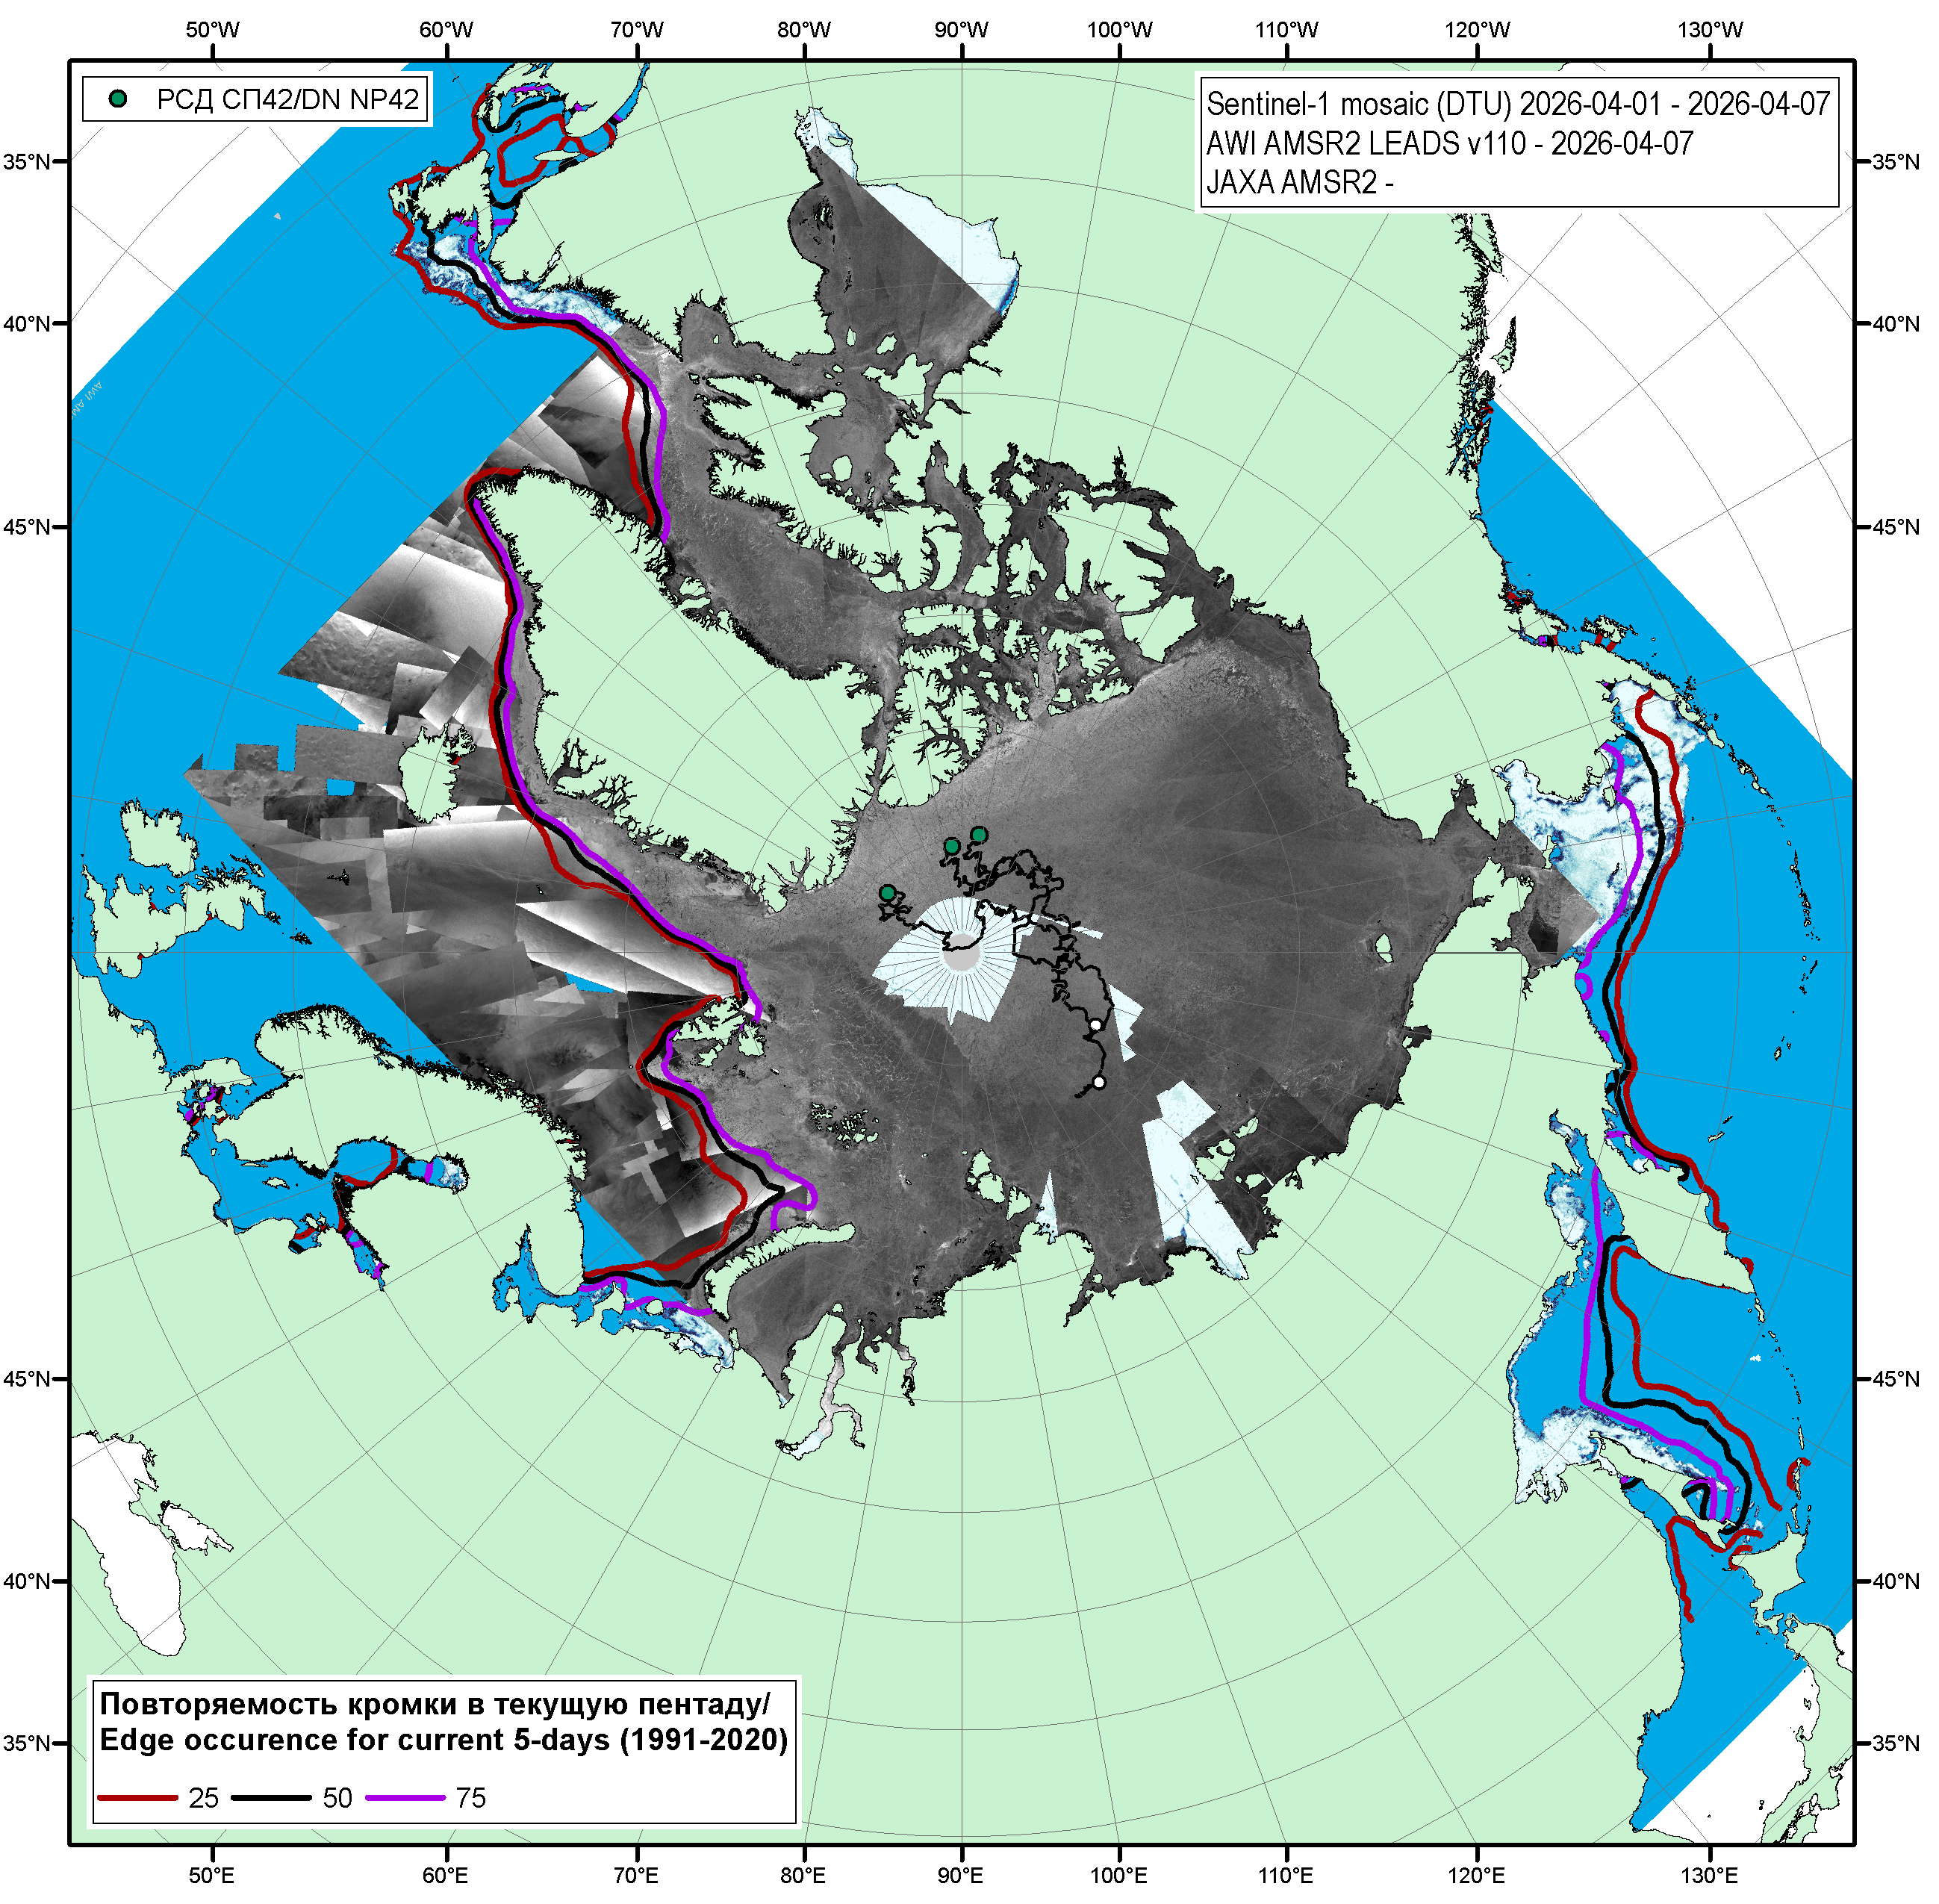 50°W 60°W 70°W 80°W 90°W 100°W 110°W 120°W 130°W
РСД СП42/DN NP42
Sentinel-1 mosaic (DTU) 2026-04-01 - 2026-04-07
AWI AMSR2 LEADS v110 - 2026-04-07
JAXA AMSR2 -
35°N 35°N
40°N 40°N
45°N 45°N
45°N 45°N
40°N 40°N
35°N 35°N
Повторяемость кромки в текущую пентаду/
Edge occurence for current 5-days (1991-2020)
25 50 75
50°E 60°E 70°E 80°E 90°E 100°E 110°E 120°E 130°E